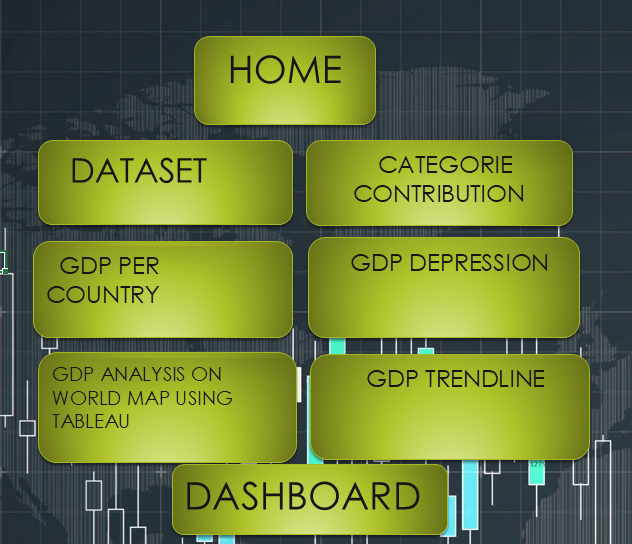 HOME
DATASET
CATEGORIE
CONTRIBUTION
GDP PER
COUNTRY
GDP DEPRESSION
GDP ANALYSIS ON
WORLD MAP USING
TABLEAU
GDP TRENDLINE
DASHBOARD